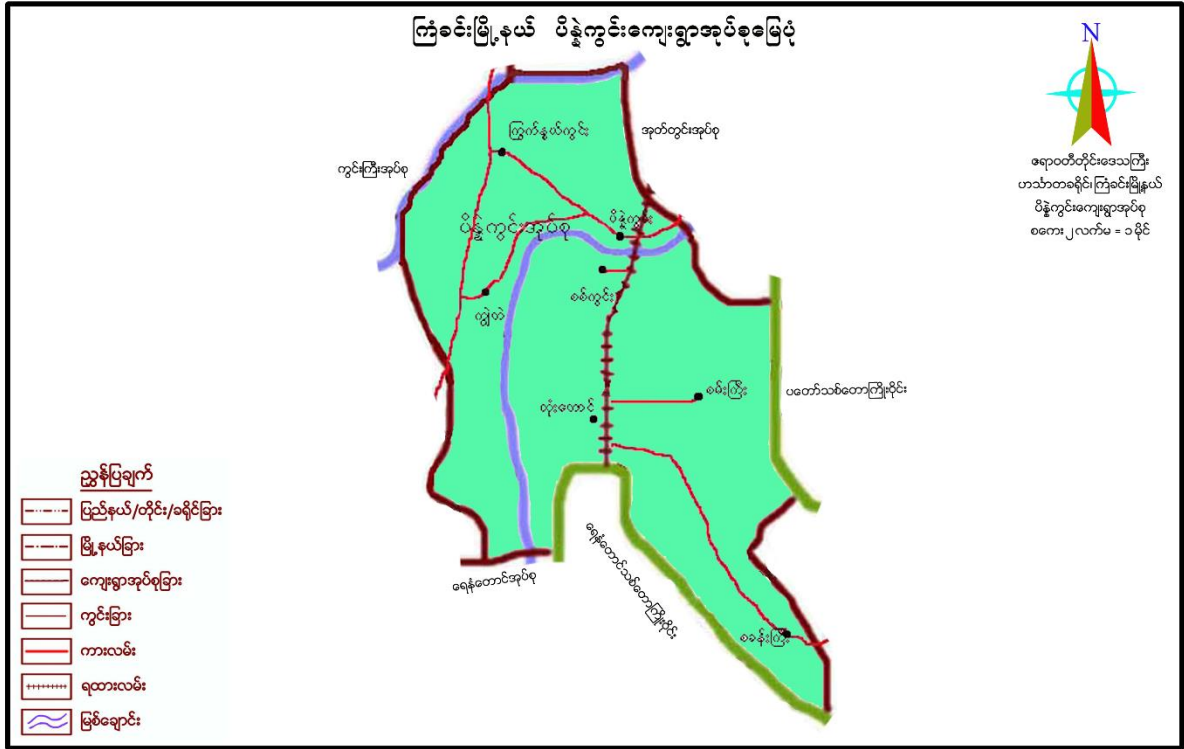 ကြံခင်းမြို့နယ် ပိန္နဲကွင်းကျေးရွာအုပ်စုမြေပုံ
N
ဧရာဝတီတိုင်းဒေသကြီး
ဟင်္သာတခရိုင်၊ ကြံခင်းမြို့နယ်
ပိန္နဲကွင်းကျေးရွာအုပ်စု
စကေး ၂ လက်မ = ၁ မိုင်
ကြွက်နွယ်ကွင်း
အုတ်တွင်းအုပ်စု
ကွင်းကြီးအုပ်စု
ပိန္နဲကွင်းအုပ်စု
ပိန္နဲကွင်း
စစ်ကွင်း
ကျွဲတဲ
စမ်းကြီး
ပတော်သစ်တောကြိုးဝိုင်း
ထုံးတောင်
ရေနံတောင်အုပ်စု
ရေနံတောင်သစ်တောကြိုးဝိုင်း
စခန်းကြီး
ညွှန်ပြချက်
ပြည်နယ်/တိုင်း/ခရိုင်ခြား
မြို့နယ်ခြား
ကျေးရွာအုပ်စုခြား
ကွင်းခြား
ကားလမ်း
ရထားလမ်း
မြစ်ချောင်း